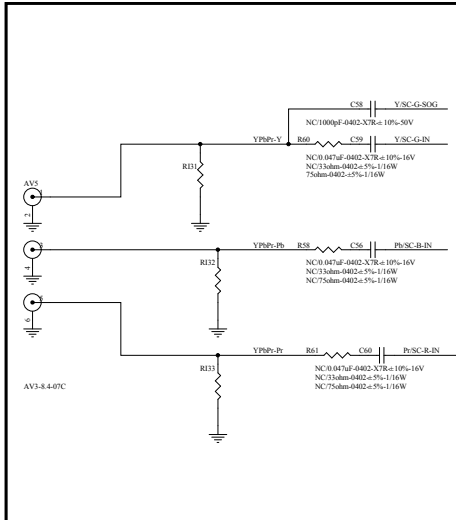 C58 Y/SC-G-SOG
NC/1000pF-0402-X7R-±10%-50V
YPbPr-Y R60 C59 Y/SC-G-IN
NC/0.047uF-0402-X7R-±10%-16V
NC/33ohm-0402-±5%-1/16W
75ohm-0402-±5%-1/16W
RI31
AV5
1
2
3
YPbPr-Pb R58 C56 Pb/SC-B-IN
NC/0.047uF-0402-X7R-±10%-16V
NC/33ohm-0402-±5%-1/16W
NC/75ohm-0402-±5%-1/16W
RI32
4
5
6
YPbPr-Pr R61 C60 Pr/SC-R-IN
NC/0.047uF-0402-X7R-±10%-16V
NC/33ohm-0402-±5%-1/16W
NC/75ohm-0402-±5%-1/16W
RI33
AV3-8.4-07C